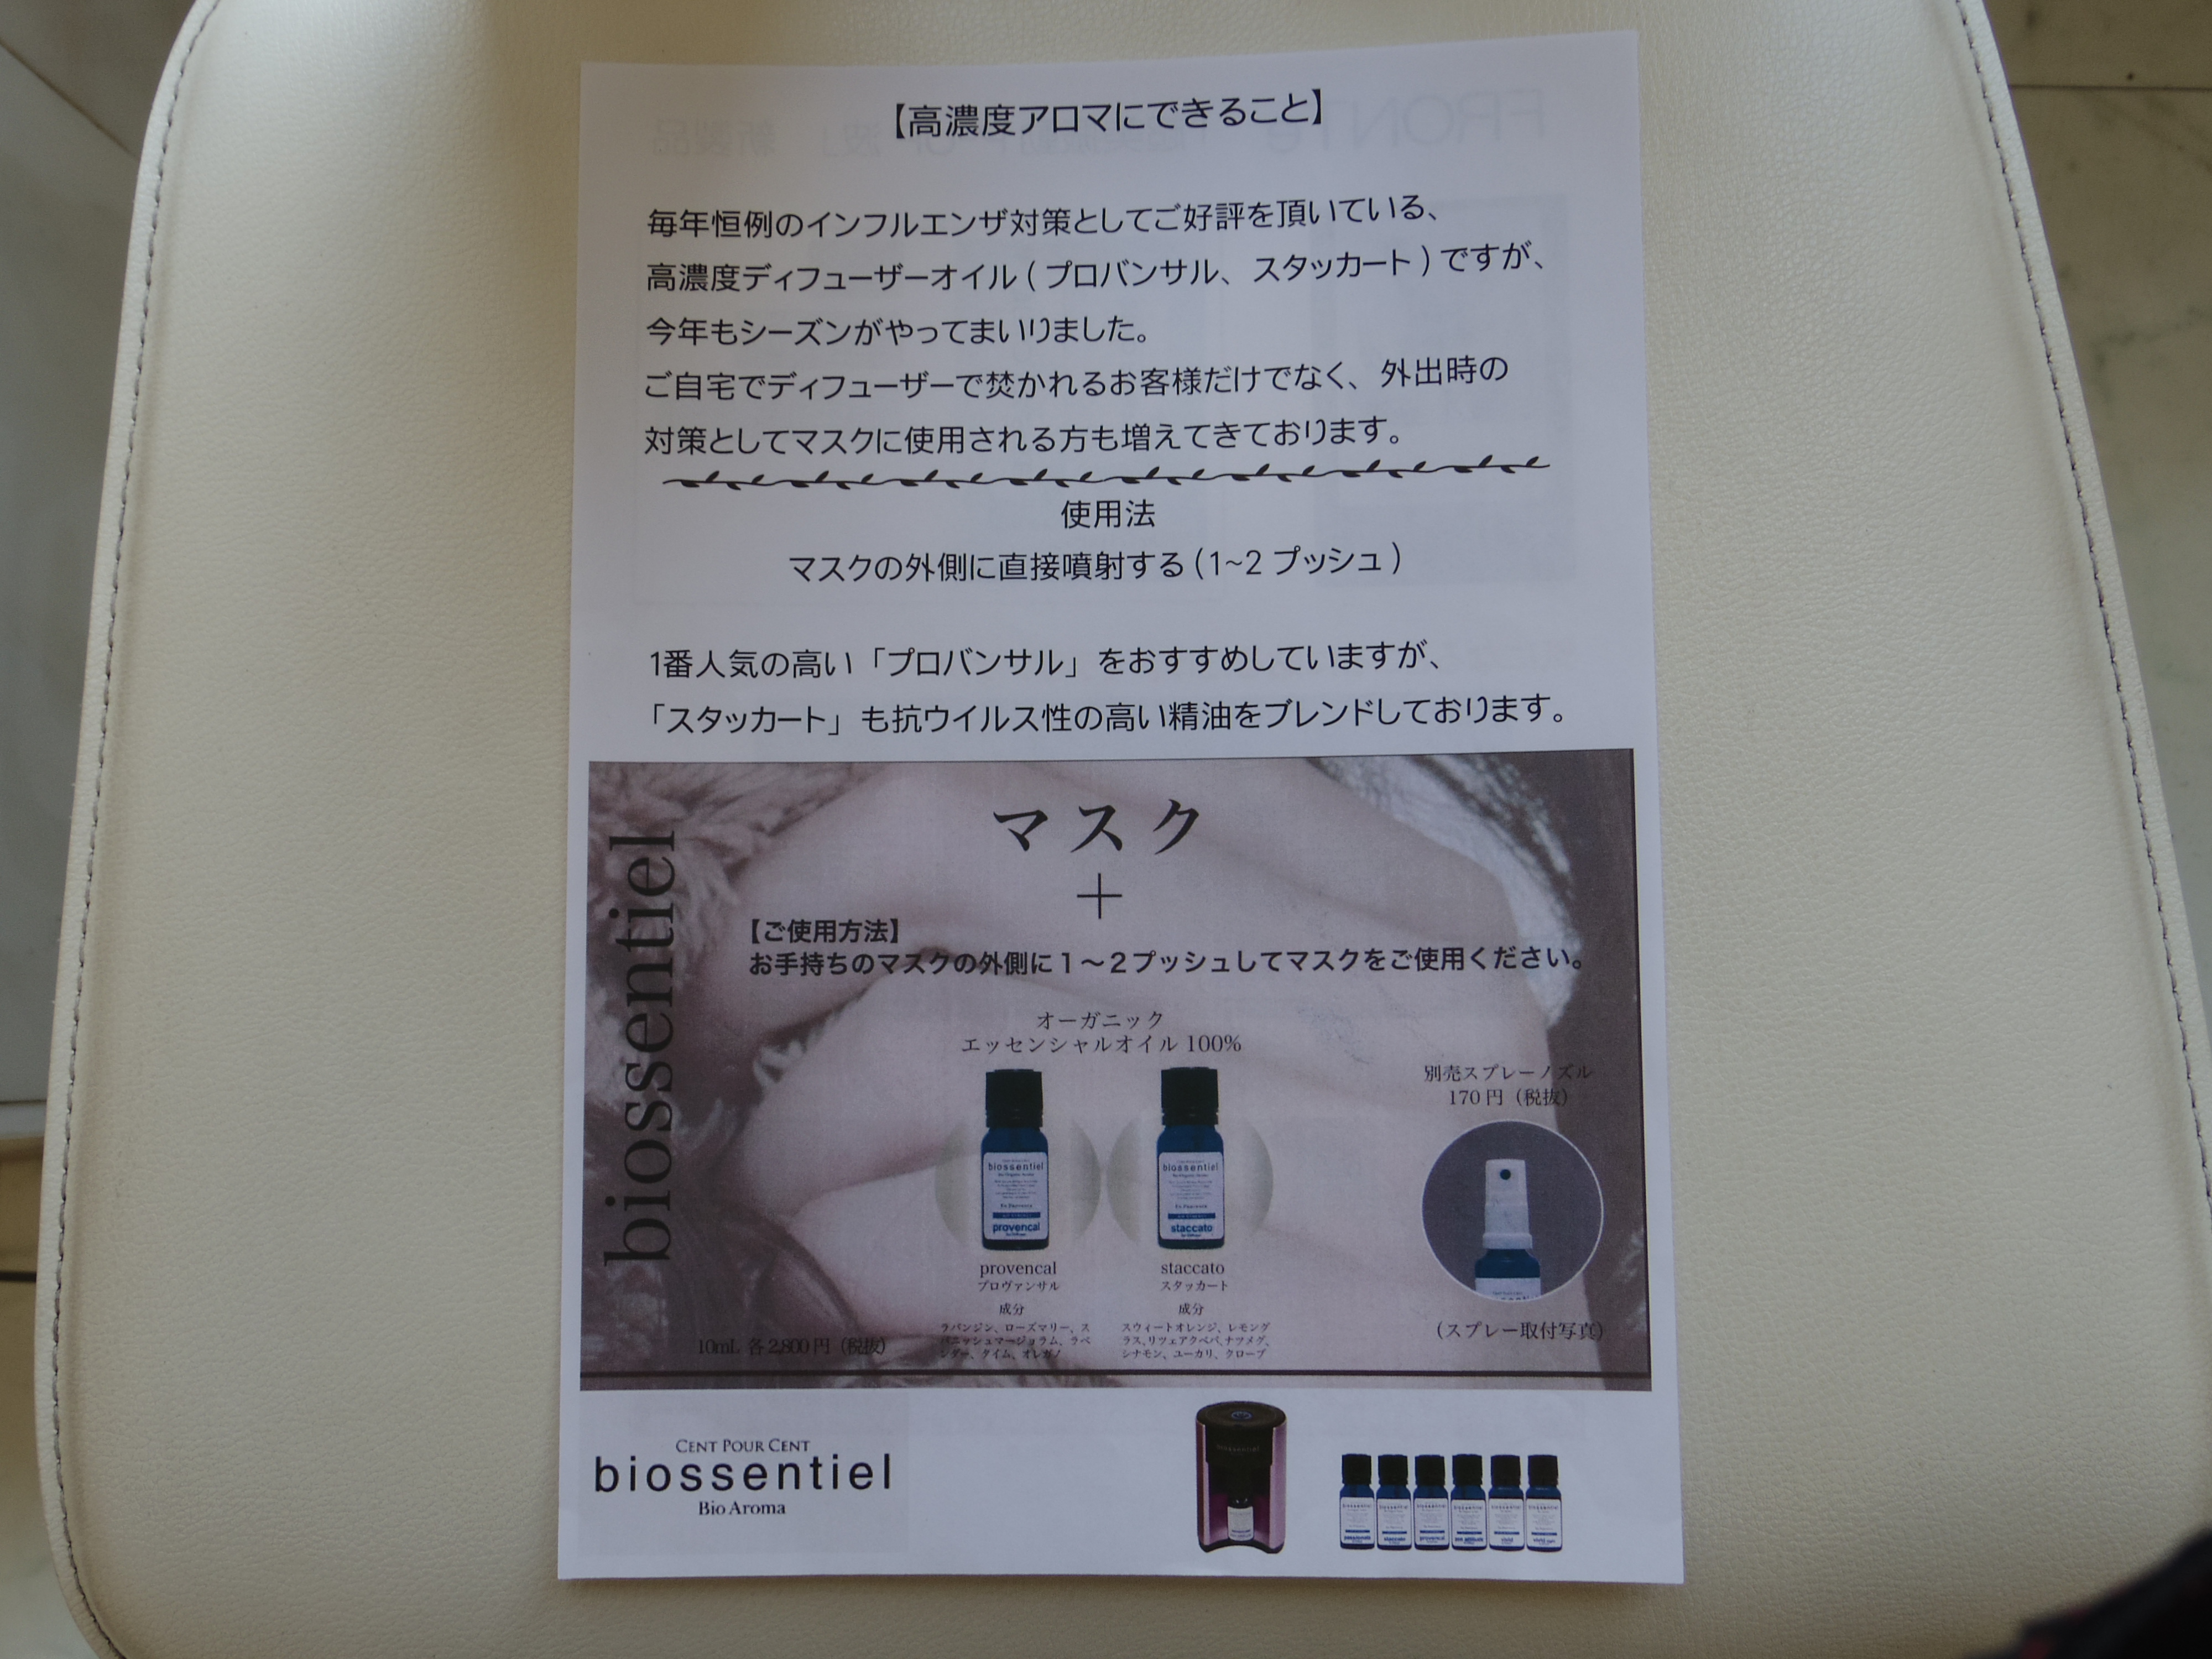 【高濃度アロマにできること】
毎年恒例のインフルエンザ対策としてご好評を頂いている、
高濃度ディフューザーオイル ( プロバンサル、スタッカート ) ですが、
今年もシーズンがやってまいりました。
ご自宅でディフューザーで焚かれるお客様だけでなく、外出時の
対策としてマスクに使用される方も増えてきております。
使用法
マスクの外側に直接噴射する (1~2 プッシュ )
1番人気の高い「プロバンサル」をおすすめしていますが、
「スタッカート」も抗ウイルス性の高い精油をブレンドしております。
biossentiel
マスク
+
【ご使用方法】
お手持ちのマスクの外側に１～２プッシュしてマスクをご使用ください。
オーガニック
エッセンシャルオイル 100%
別売スプレーノズル
170 円（税抜）
biossentiel
provencal
biossentiel
staccato
provencal
プロヴァンサル
成分
ラバンジン、ローズマリー、ス
パニッシュマージョラム、ラベ
ンダー、タイム、オレガノ
staccato
スタッカート
成分
スウィートオレンジ、レモング
ラス、リツェアクベバ、ナツメグ、
シナモン、ユーカリ、クローブ
10mL 各 2,800 円（税抜）
（スプレー取付写真）
CENT POUR CENT
biossentiel
Bio Aroma